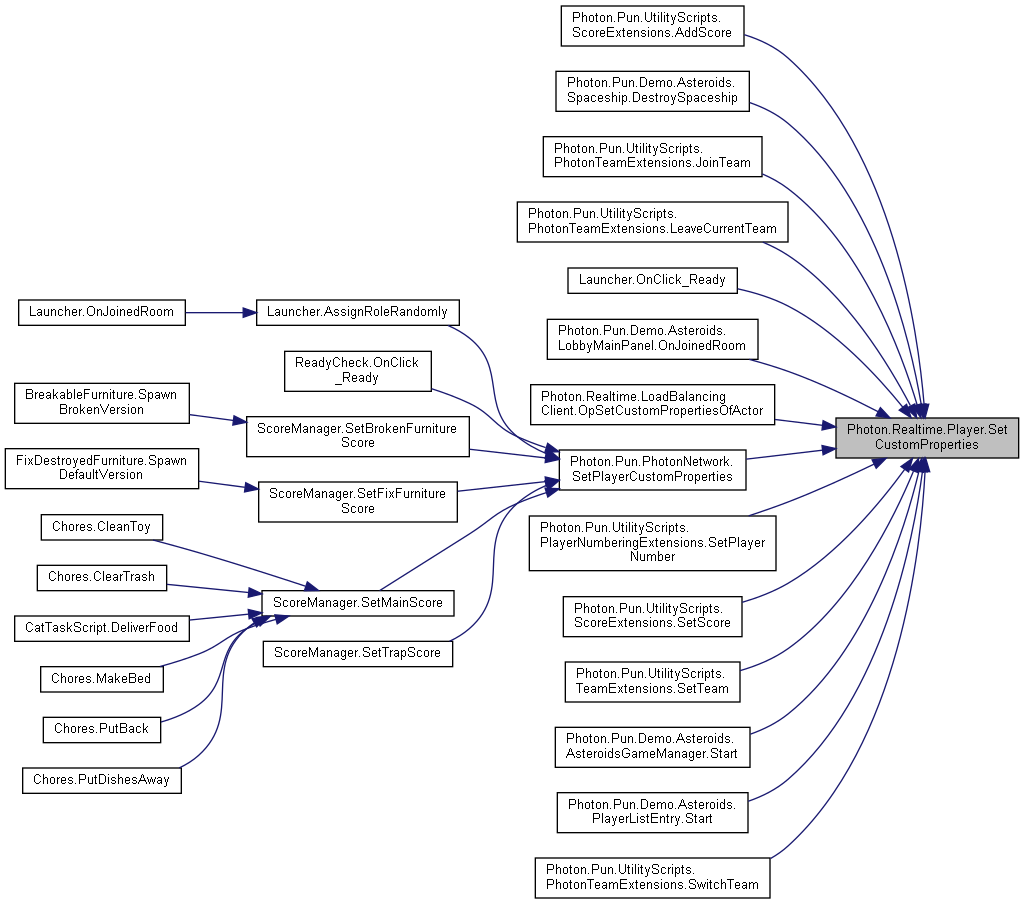 Photon.Pun.UtilityScripts.
ScoreExtensions.AddScore
Photon.Pun.Demo.Asteroids.
Spaceship.DestroySpaceship
Photon.Pun.UtilityScripts.
PhotonTeamExtensions.JoinTeam
Photon.Pun.UtilityScripts.
PhotonTeamExtensions.LeaveCurrentTeam
Launcher.OnClick_Ready
Launcher.OnJoinedRoom
Launcher.AssignRoleRandomly
Photon.Pun.Demo.Asteroids.
LobbyMainPanel.OnJoinedRoom
ReadyCheck.OnClick
_Ready
BreakableFurniture.Spawn
BrokenVersion
Photon.Realtime.LoadBalancing
Client.OpSetCustomPropertiesOfActor
ScoreManager.SetBrokenFurniture
Score
Photon.Realtime.Player.Set
CustomProperties
FixDestroyedFurniture.Spawn
DefaultVersion
Photon.Pun.PhotonNetwork.
SetPlayerCustomProperties
ScoreManager.SetFixFurniture
Score
Chores.CleanToy
Photon.Pun.UtilityScripts.
PlayerNumberingExtensions.SetPlayer
Number
Chores.ClearTrash
ScoreManager.SetMainScore
Photon.Pun.UtilityScripts.
ScoreExtensions.SetScore
CatTaskScript.DeliverFood
ScoreManager.SetTrapScore
Chores.MakeBed
Photon.Pun.UtilityScripts.
TeamExtensions.SetTeam
Chores.PutBack
Photon.Pun.Demo.Asteroids.
AsteroidsGameManager.Start
Chores.PutDishesAway
Photon.Pun.Demo.Asteroids.
PlayerListEntry.Start
Photon.Pun.UtilityScripts.
PhotonTeamExtensions.SwitchTeam